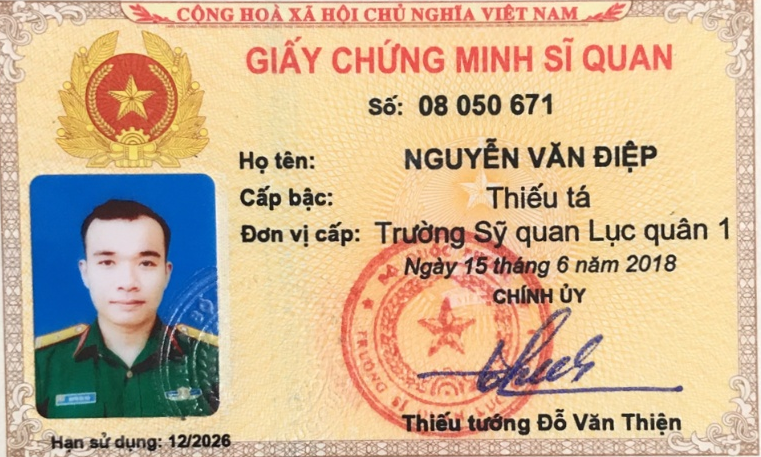 CỘNG HOÀ XÃ HỘI CHỦ NGHĨA VIỆT NAM
GIẤY CHỨNG MINH SĨ QUAN
Số: 08 050 671
Họ tên: NGUYỄN VĂN ĐIỆP
Cấp bậc: Thiếu tá
Đơn vị cấp: Trường Sỹ quan Lục quân 1
Ngày 15 tháng 6 năm 2018
CHÍNH ỦY
Thiếu tướng Đỗ Văn Thiện
Hạn sử dụng: 12/2026